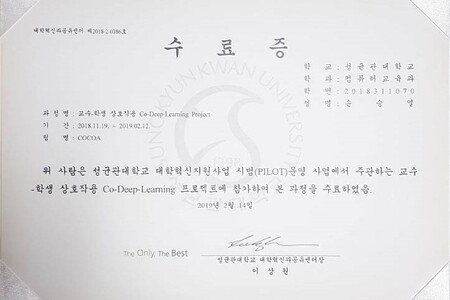 대학혁신과공유센터 제2018-2-0386호
수 료 증
학 교 : 성균관대학교
학 과 : 컴퓨터교육과
학 번 : 2018311070
성 명 : 손 승 영
과 정 명 : 교수-학생 상호작용 Co-Deep-Learning Project
기 간 : 2018.11.19. ~ 2019.02.12.
팀 명 : COCOA
위 사람은 성균관대학교 대학혁신지원사업 시범(PILOT)운영 사업에서 주관하는 교수
-학생 상호작용 Co-Deep-Learning 프로젝트에 참가하여 본 과정을 수료하였음.
2019년 2월 14일
The Only, The Best
성균관대학교 대학혁신과공유센터장
이 상 원
SUNGKYUNKWAN UNIVERSITY
1398